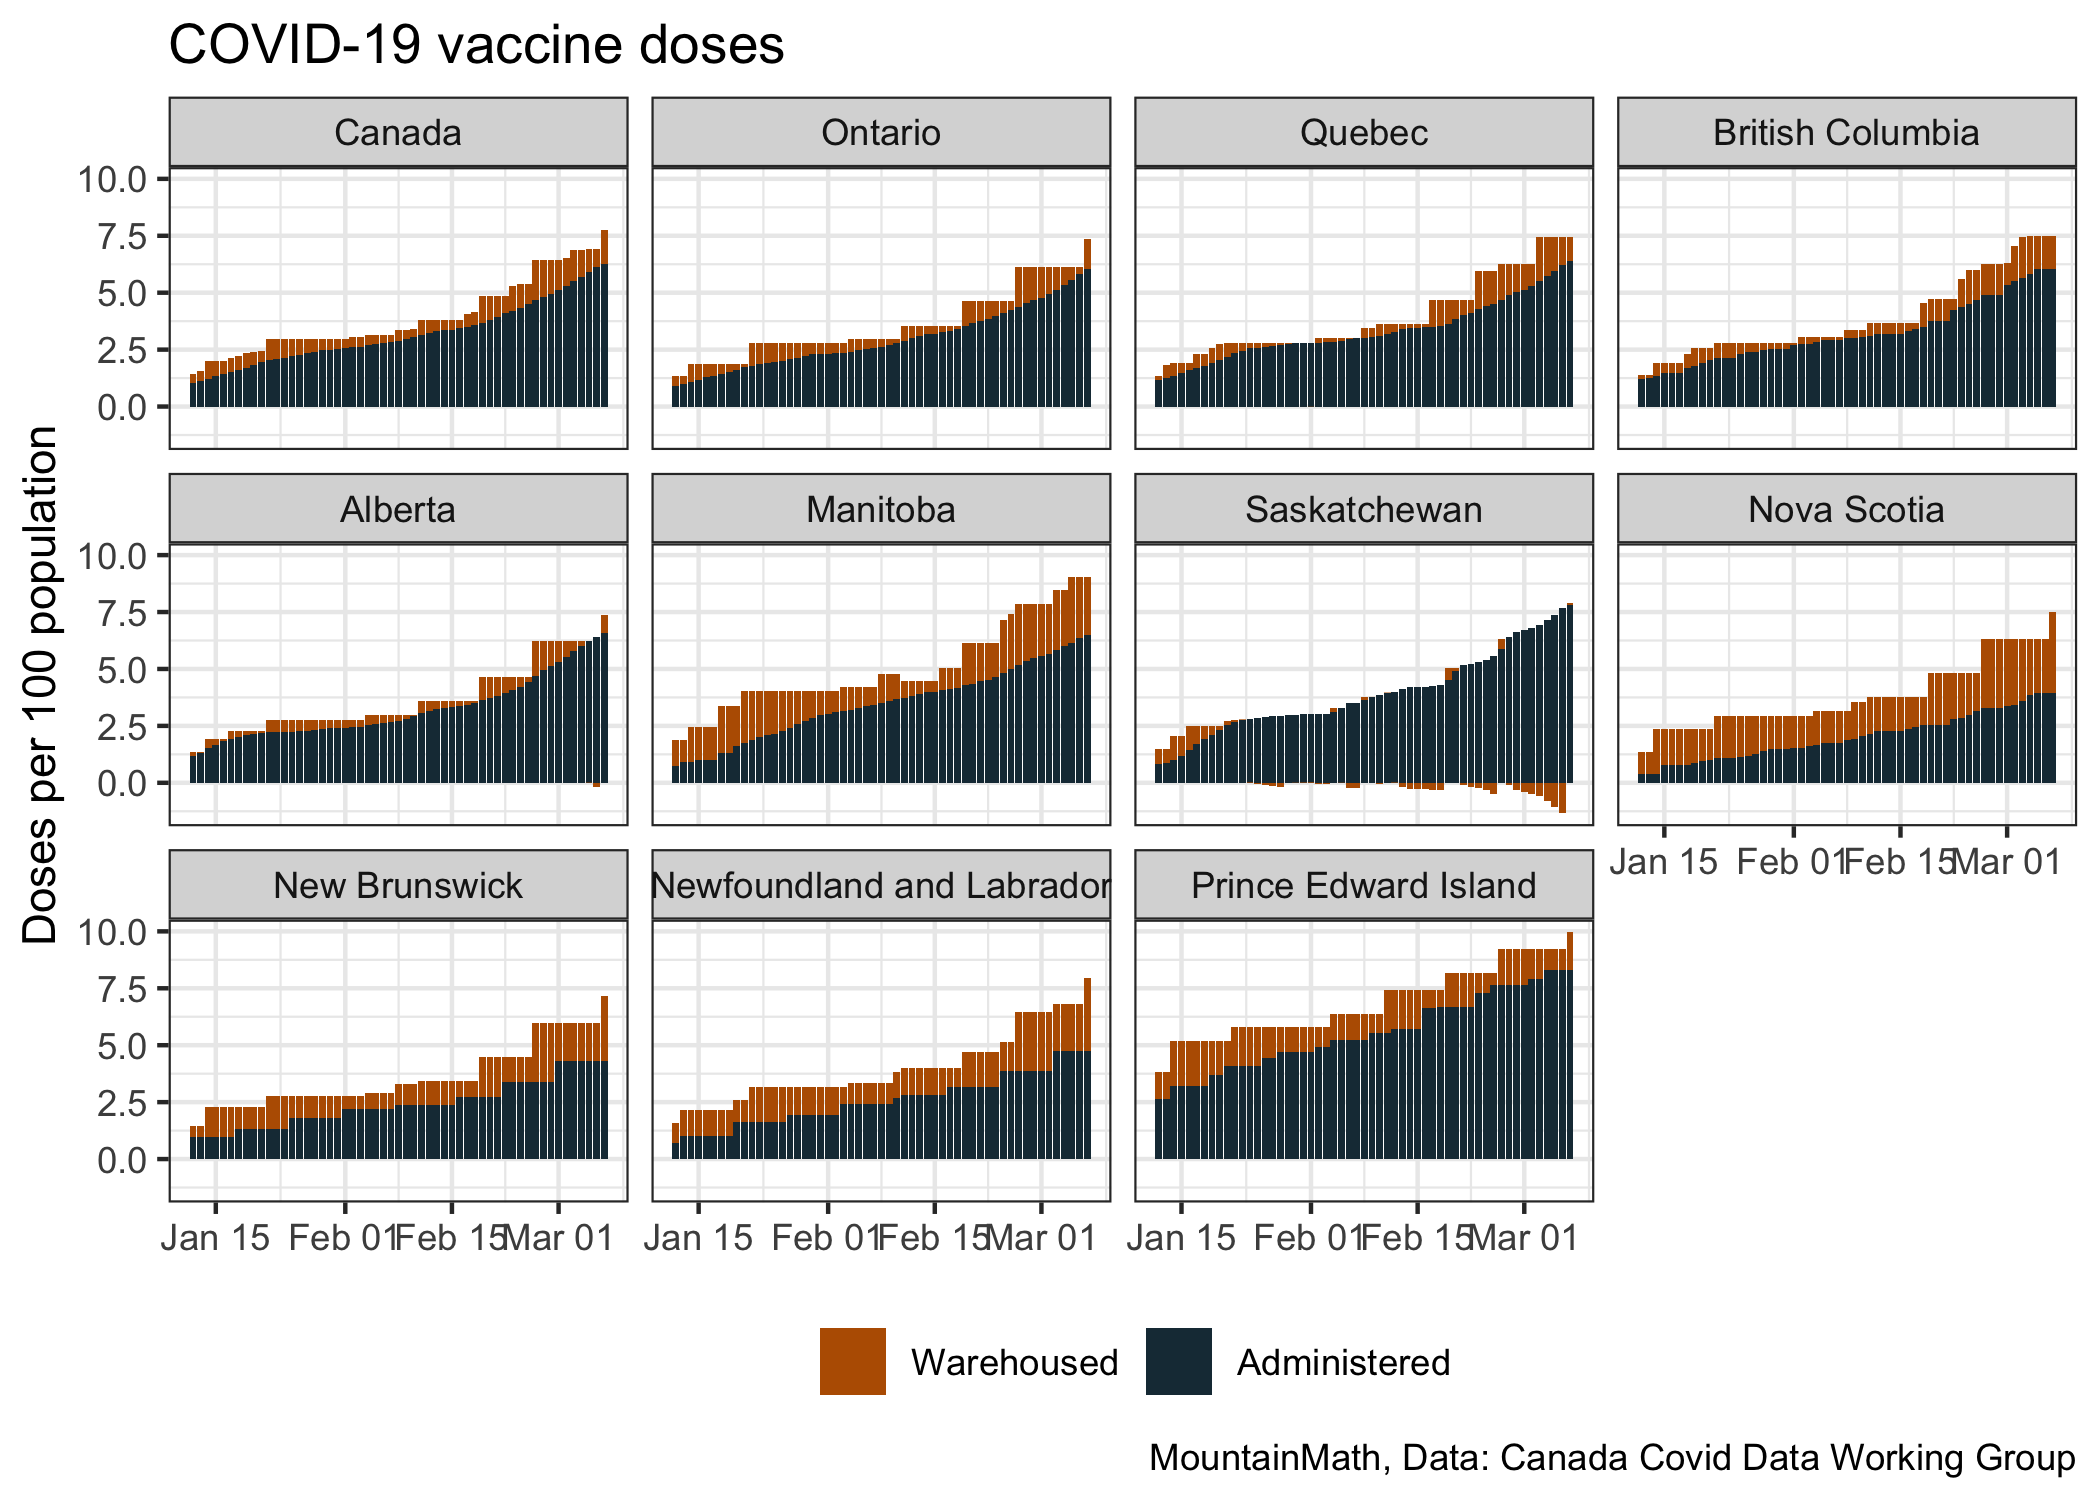 COVID-19 vaccine doses
Canada
Ontario
Quebec
British Columbia
10.0
7.5
5.0
2.5
0.0
Alberta
Manitoba
Saskatchewan
Nova Scotia
10.0
7.5
5.0
2.5
0.0
Jan 15 Feb 01 Feb 15 Mar 01
New Brunswick
Newfoundland and Labrador
Prince Edward Island
10.0
7.5
5.0
2.5
0.0
Jan 15 Feb 01 Feb 15 Mar 01
Jan 15 Feb 01 Feb 15 Mar 01
Jan 15 Feb 01 Feb 15 Mar 01
Doses per 100 population
Warehoused
Administered
MountainMath, Data: Canada Covid Data Working Group